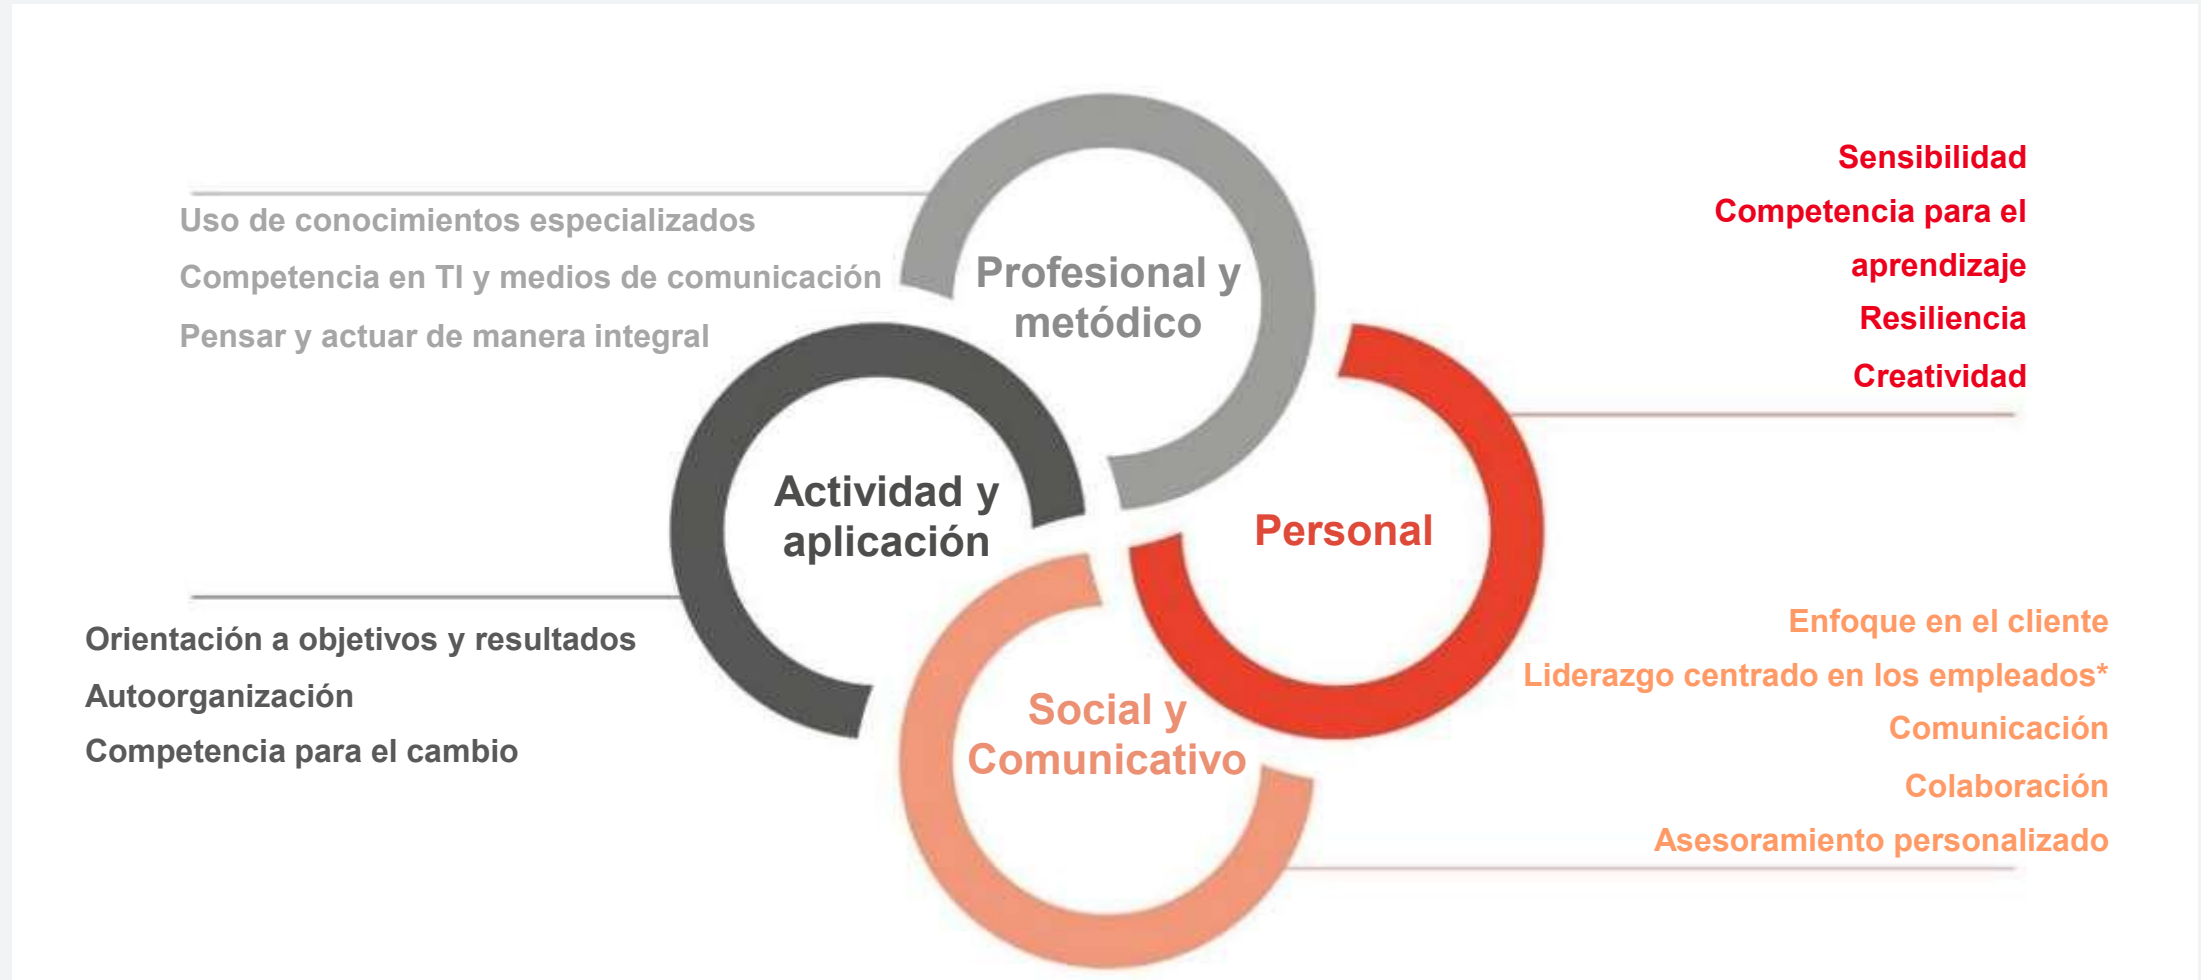 Uso de conocimientos especializados
Competencia en TI y medios de comunicación
Pensar y actuar de manera integral
Profesional y
metódico
Sensibilidad
Competencia para el
aprendizaje
Resiliencia
Creatividad
Actividad y
aplicación
Personal
Orientación a objetivos y resultados
Autoorganización
Competencia para el cambio
Social y
Comunicativo
Enfoque en el cliente
Liderazgo centrado en los empleados*
Comunicación
Colaboración
Asesoramiento personalizado